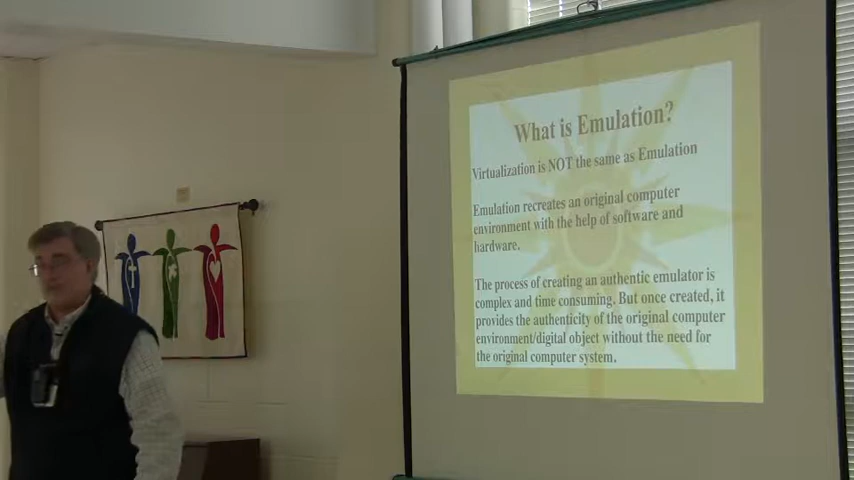 What is Emulation?
Virtualization is NOT the same as Emulation
Emulation recreates an original computer
environment with the help of software and
hardware.
The process of creating an authentic emulator is
complex and time consuming. But once created, it
provides the authenticity of the original computer
environment/digital object without the need for
the original computer system.